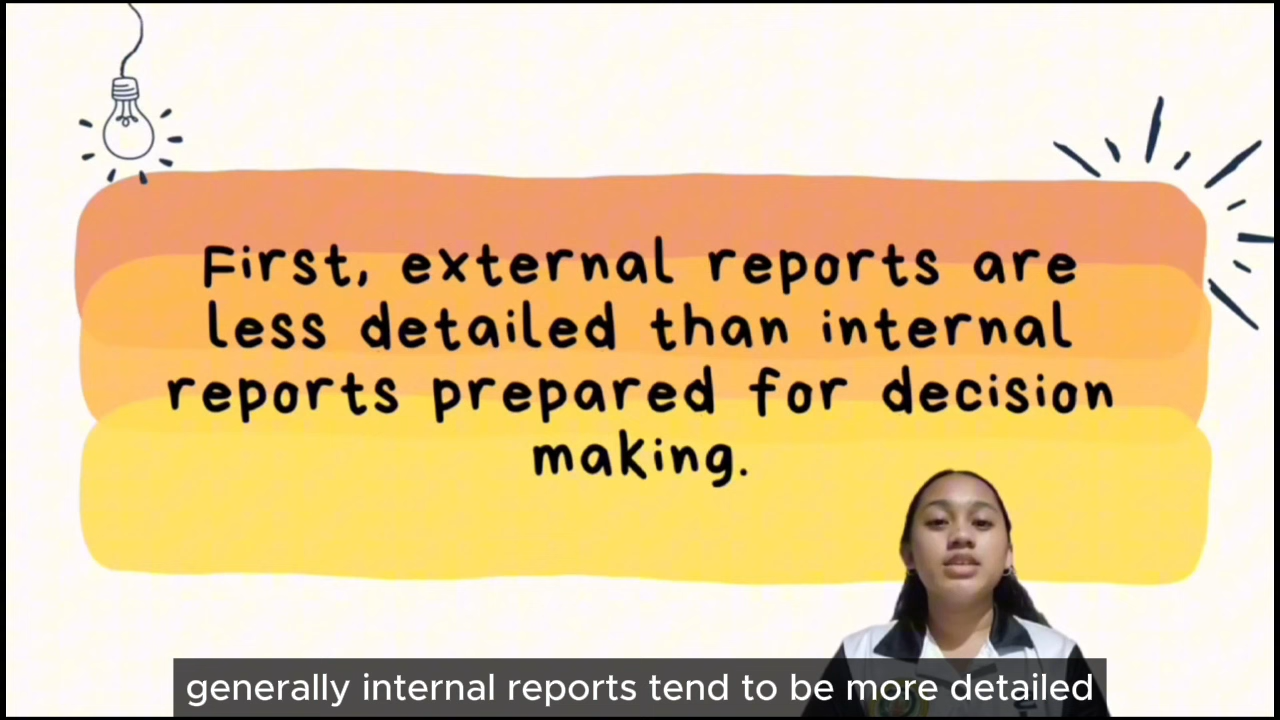 First, external reports are
less detailed than internal
reports prepared for decision
making.
generally internal reports tend to be more detailed